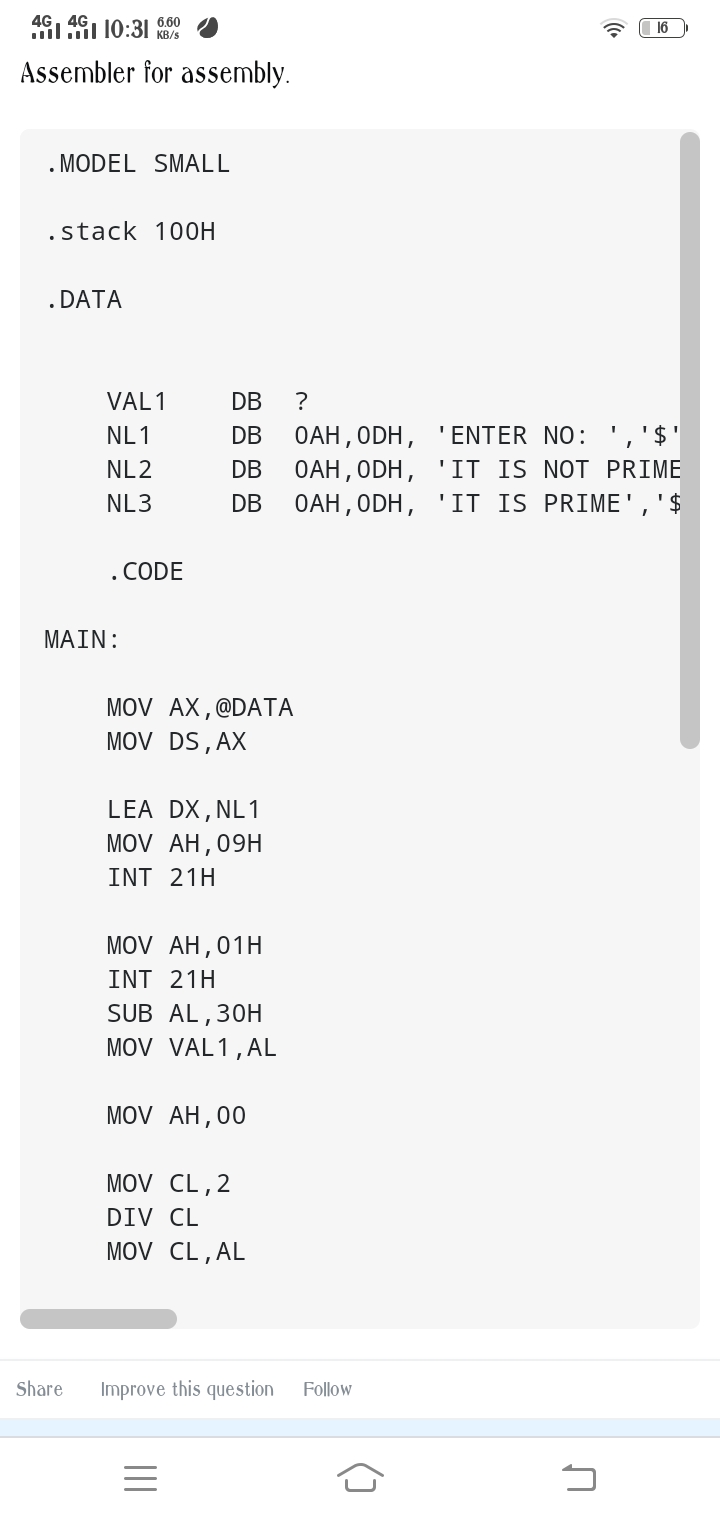 4G 4G 10:31 6.60 KB/s 16
Assembler for assembly.
.MODEL SMALL
.stack 100H
.DATA
VAL1 DB ?
NL1 DB 0AH,0DH, 'ENTER NO: ','$'
NL2 DB 0AH,0DH, 'IT IS NOT PRIME
NL3 DB 0AH,0DH, 'IT IS PRIME','$
.CODE
MAIN:
MOV AX,@DATA
MOV DS,AX
LEA DX,NL1
MOV AH,09H
INT 21H
MOV AH,01H
INT 21H
SUB AL,30H
MOV VAL1,AL
MOV AH,00
MOV CL,2
DIV CL
MOV CL,AL
Share Improve this question Follow